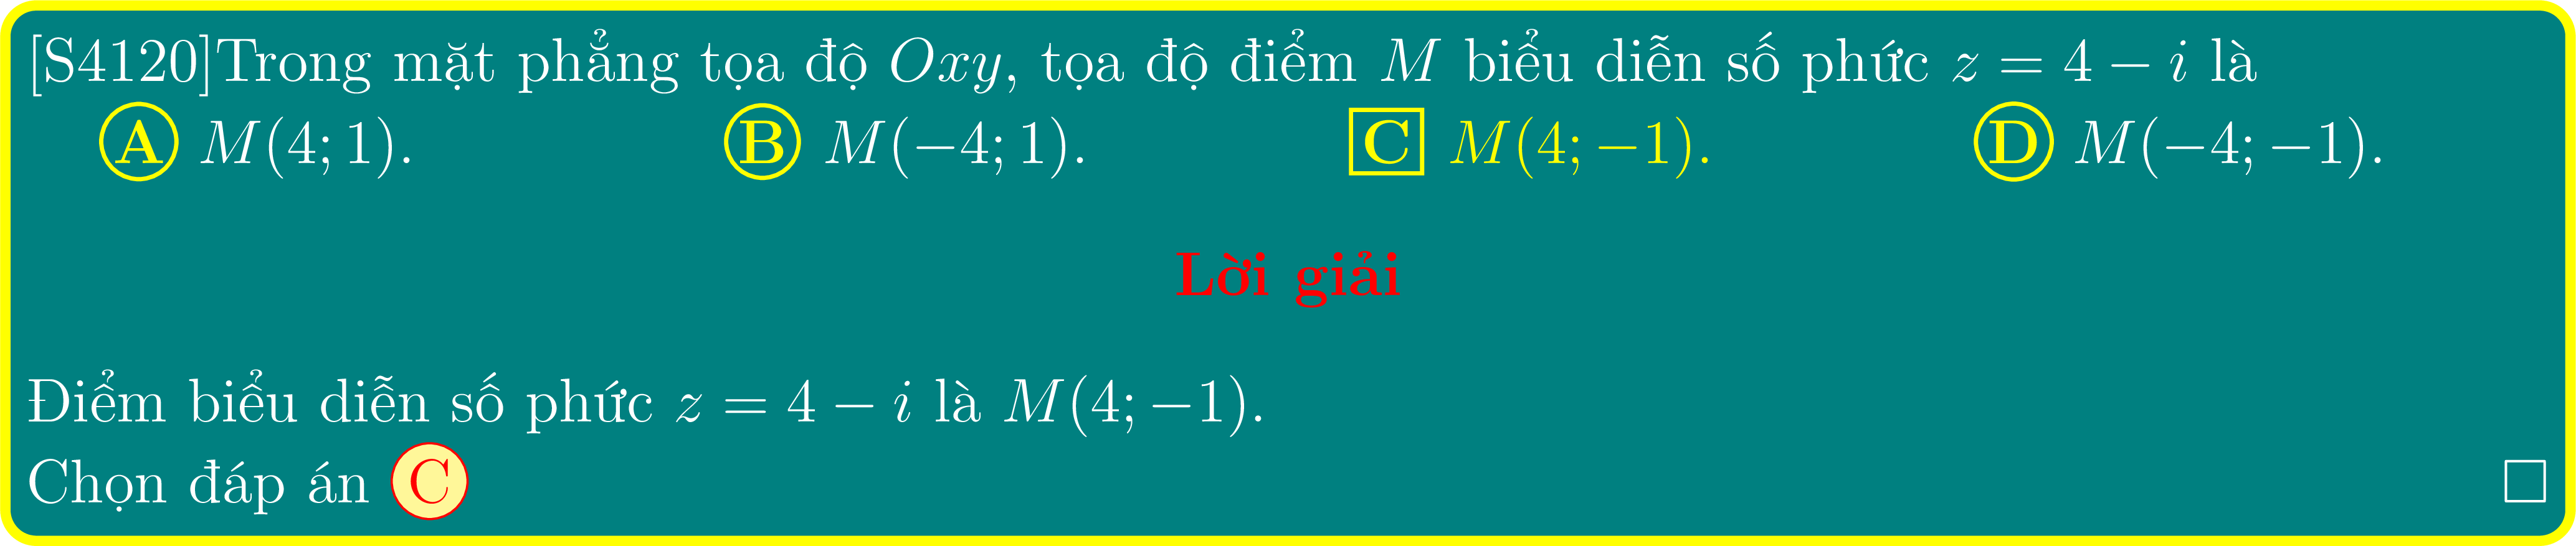 [S4120]Trong mặt phẳng tọa độ Oxy, tọa độ điểm M biểu diễn số phức z = 4 − i là
A M(4; 1). B M(−4; 1). C M(4; −1). D M(−4; −1).
Lời giải
Điểm biểu diễn số phức z = 4 − i là M(4; −1).
Chọn đáp án C □